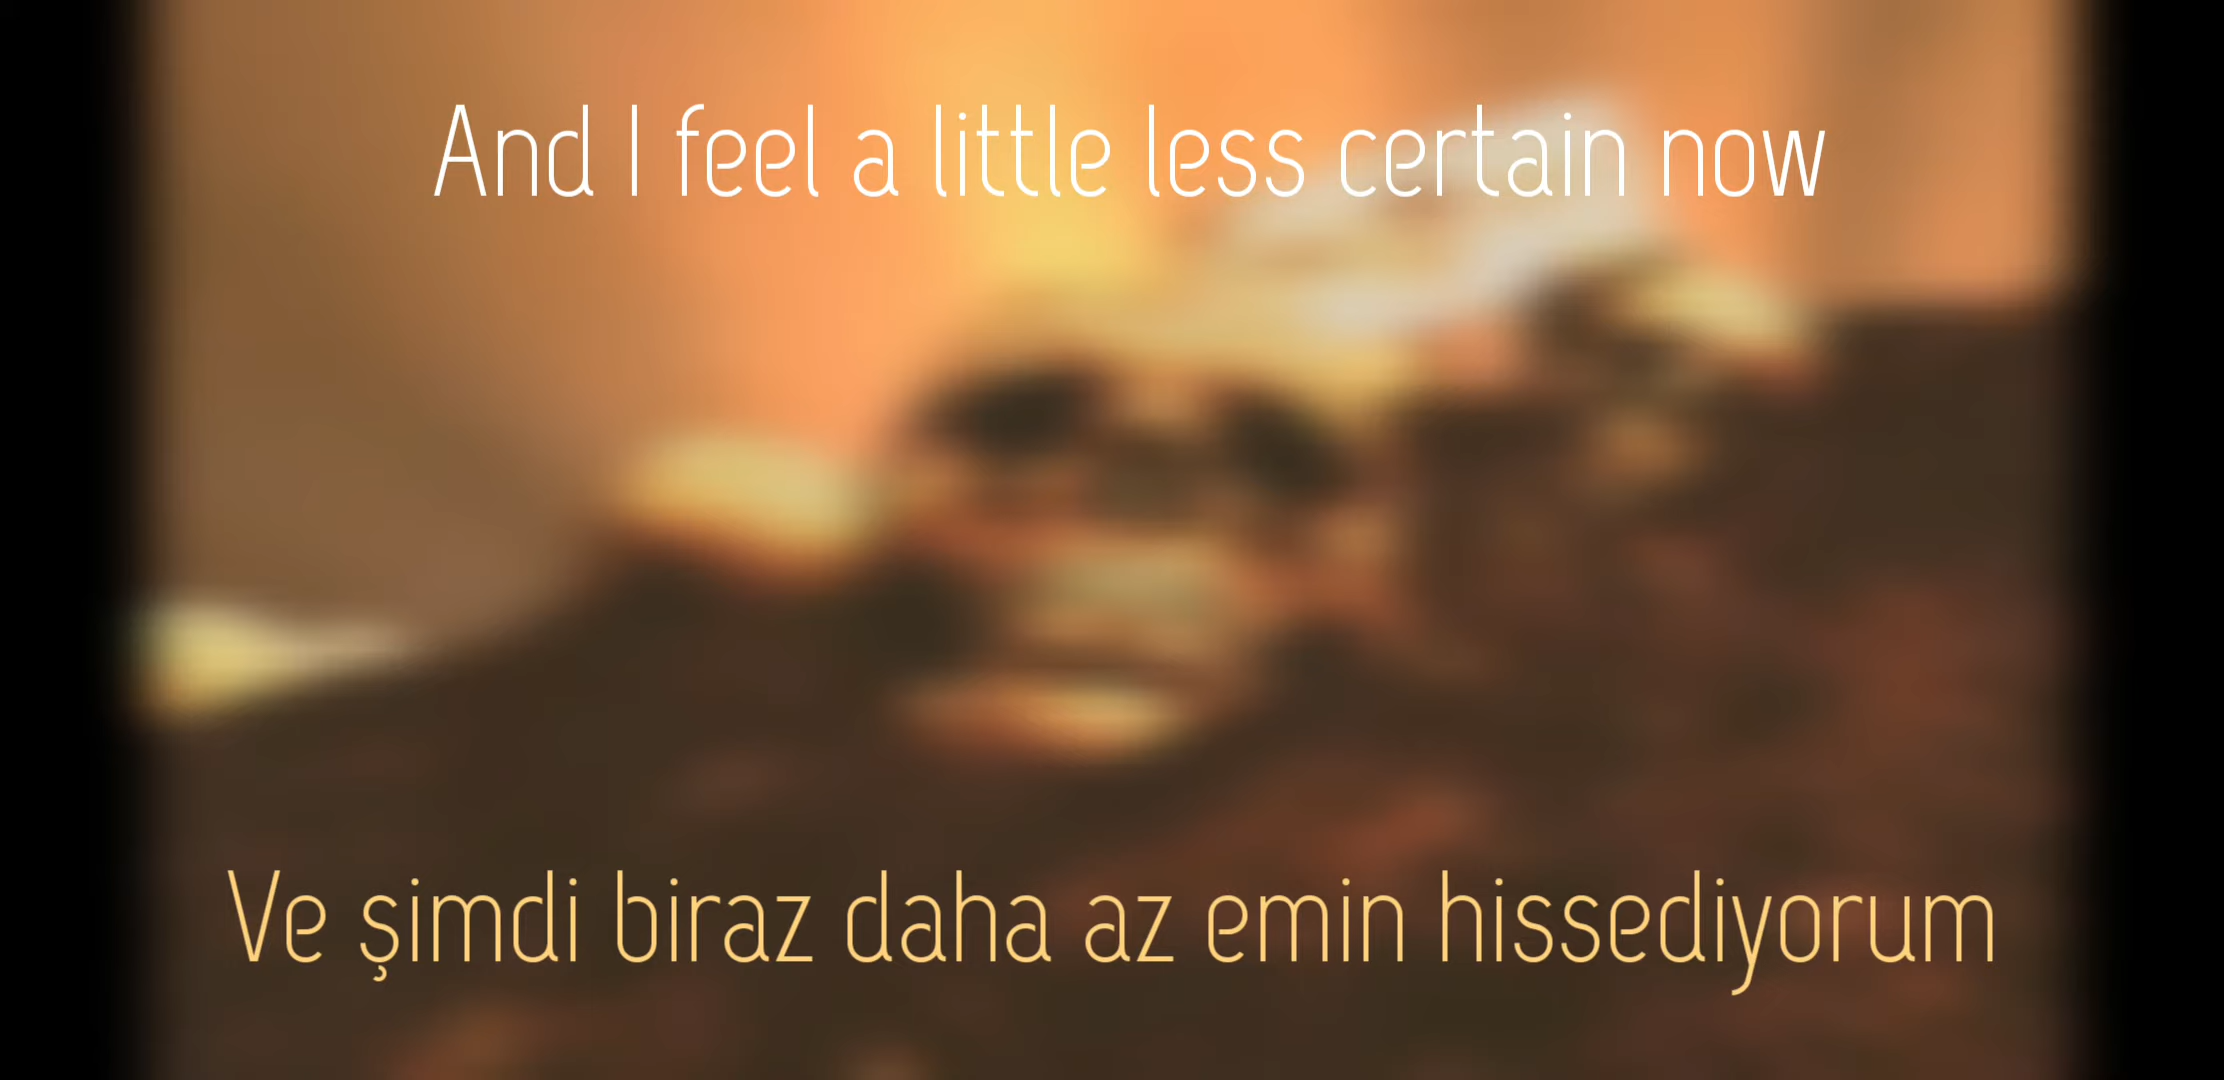 And I feel a little less certain now
Ve şimdi biraz daha az emin hissediyorum